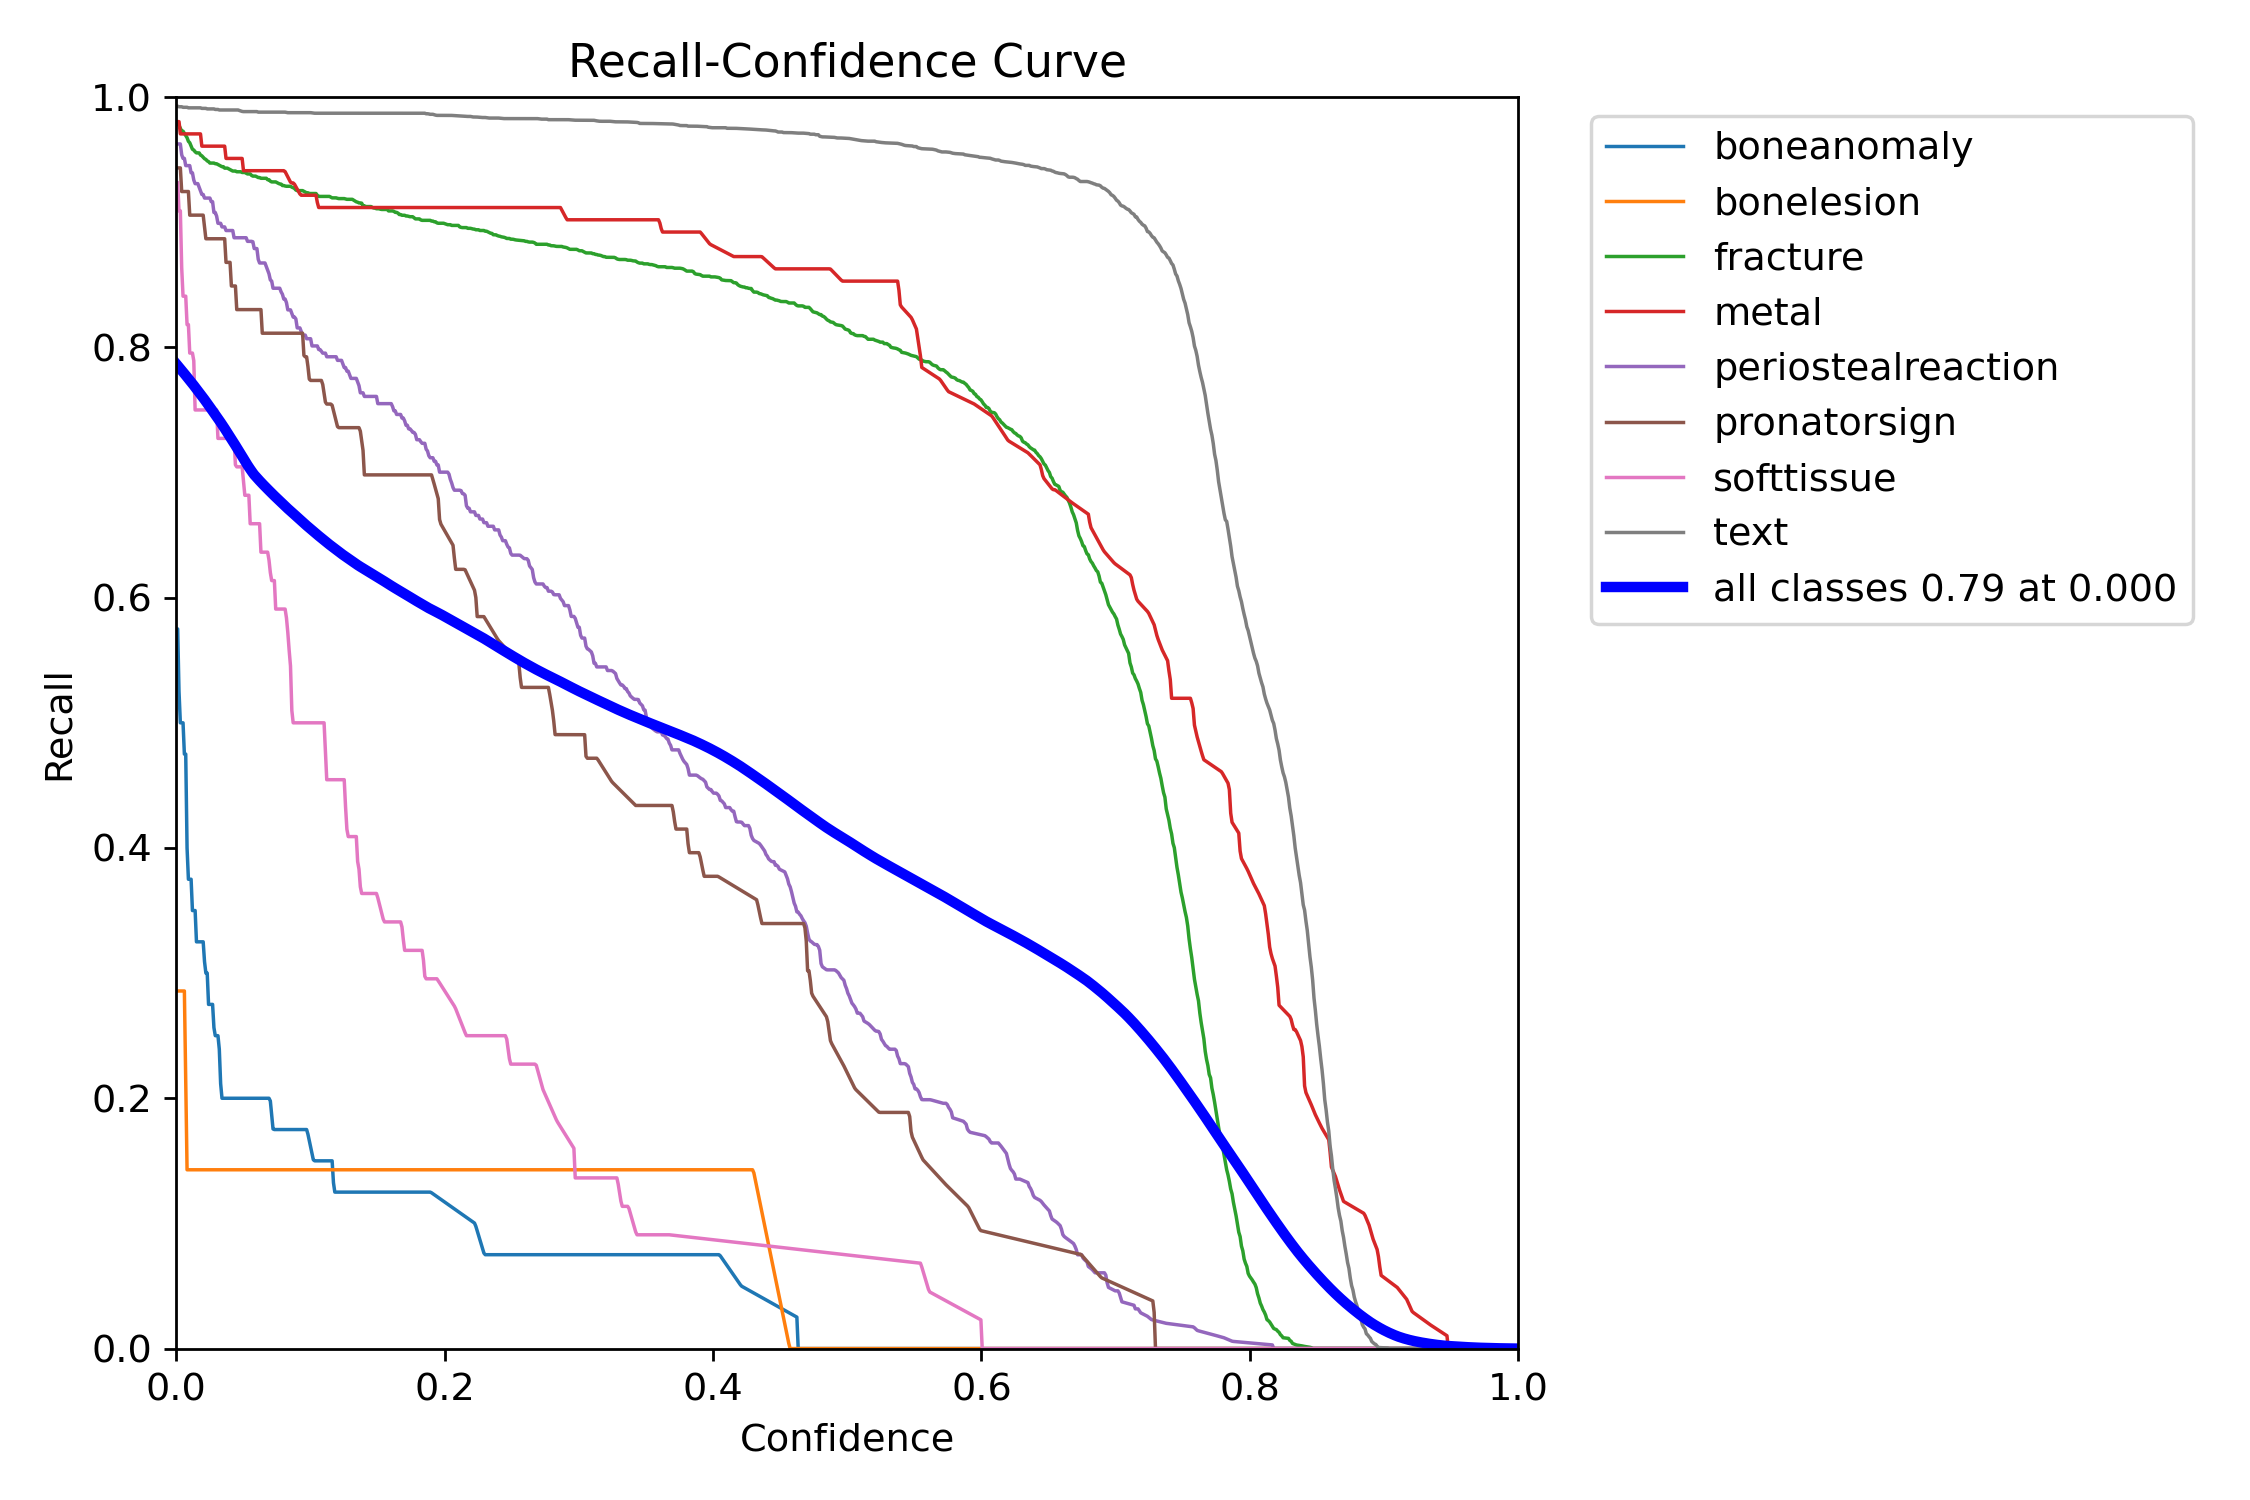 Recall-Confidence Curve
1.0
0.8
0.6
0.4
0.2
0.0
Recall
0.0 0.2 0.4 0.6 0.8 1.0
Confidence
boneanomaly
bonelesion
fracture
metal
periostealreaction
pronatorsign
softtissue
text
all classes 0.79 at 0.000